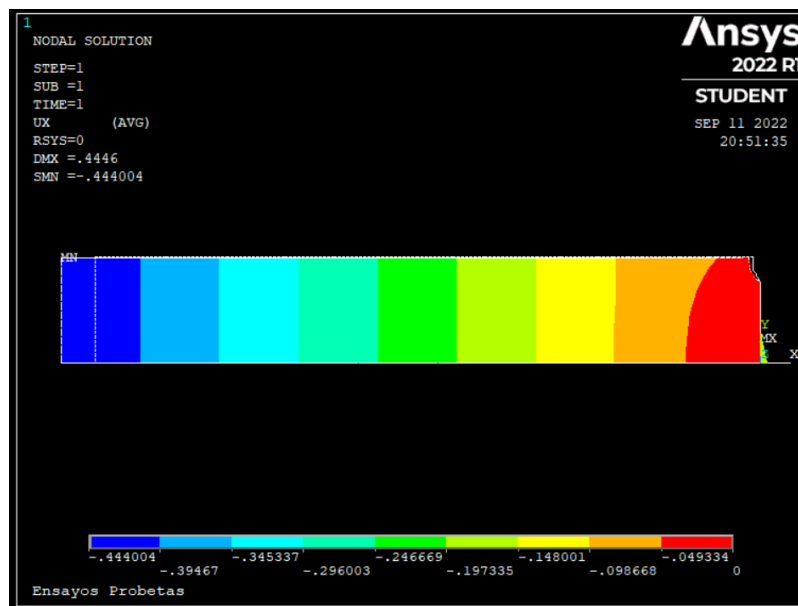 1
NODAL SOLUTION
STEP=1
SUB =1
TIME=1
UX (AVG)
RSYS=0
DMX =.4446
SMN =-.444004
Ansys
2022 R1
STUDENT
SEP 11 2022
20:51:35
MN
Y
MX
X
-.444004 -.345337 -.246669 -.148001 -.049334
-.39467 -.296003 -.197335 -.098668 0
Ensayos Probetas